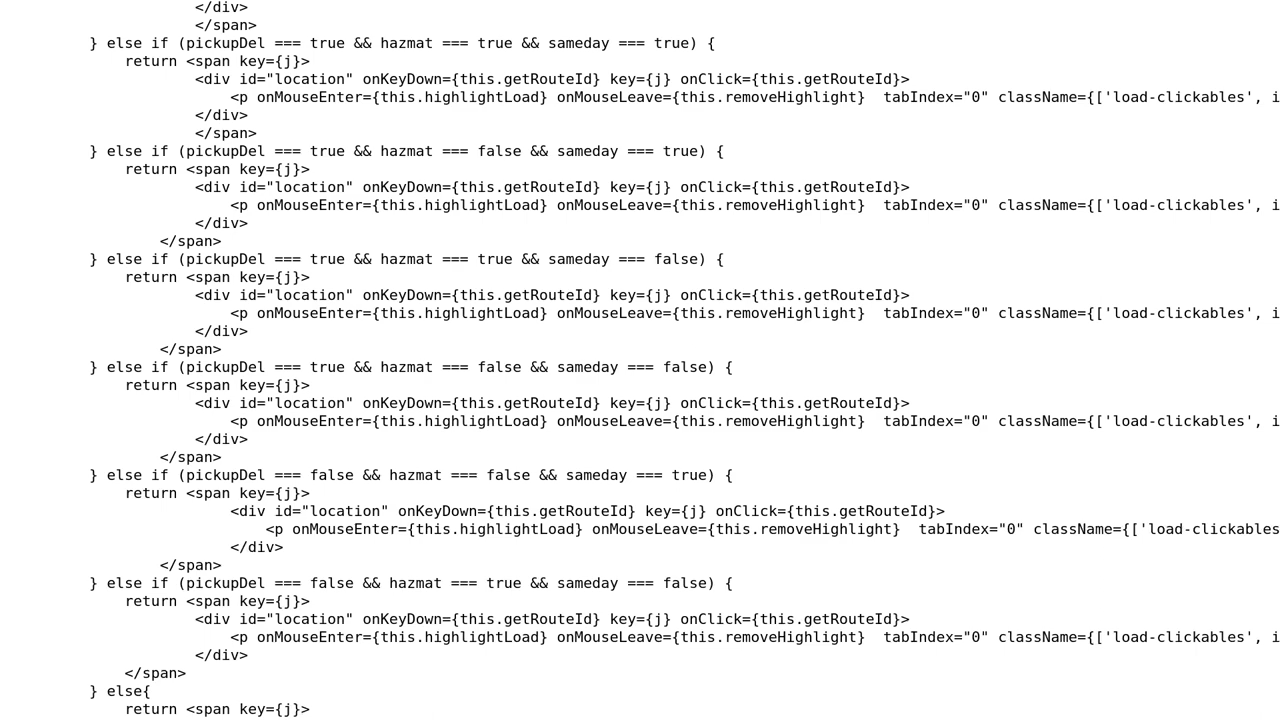 </div>
</span>
} else if (pickupDel === true && hazmat === true && sameday === true) {
return <span key={j}>
<div id="location" onKeyDown={this.getRouteId} key={j} onClick={this.getRouteId}>
<p onMouseEnter={this.highlightLoad} onMouseLeave={this.removeHighlight}  tabIndex="0" className={['load-clickables', i
</div>
</span>
} else if (pickupDel === true && hazmat === false && sameday === true) {
return <span key={j}>
<div id="location" onKeyDown={this.getRouteId} key={j} onClick={this.getRouteId}>
<p onMouseEnter={this.highlightLoad} onMouseLeave={this.removeHighlight}  tabIndex="0" className={['load-clickables', i
</div>
</span>
} else if (pickupDel === true && hazmat === true && sameday === false) {
return <span key={j}>
<div id="location" onKeyDown={this.getRouteId} key={j} onClick={this.getRouteId}>
<p onMouseEnter={this.highlightLoad} onMouseLeave={this.removeHighlight}  tabIndex="0" className={['load-clickables', i
</div>
</span>
} else if (pickupDel === true && hazmat === false && sameday === false) {
return <span key={j}>
<div id="location" onKeyDown={this.getRouteId} key={j} onClick={this.getRouteId}>
<p onMouseEnter={this.highlightLoad} onMouseLeave={this.removeHighlight}  tabIndex="0" className={['load-clickables', i
</div>
</span>
} else if (pickupDel === false && hazmat === false && sameday === true) {
return <span key={j}>
<div id="location" onKeyDown={this.getRouteId} key={j} onClick={this.getRouteId}>
<p onMouseEnter={this.highlightLoad} onMouseLeave={this.removeHighlight}  tabIndex="0" className={['load-clickables
</div>
</span>
} else if (pickupDel === false && hazmat === true && sameday === false) {
return <span key={j}>
<div id="location" onKeyDown={this.getRouteId} key={j} onClick={this.getRouteId}>
<p onMouseEnter={this.highlightLoad} onMouseLeave={this.removeHighlight}  tabIndex="0" className={['load-clickables', i
</div>
</span>
} else{
return <span key={j}>